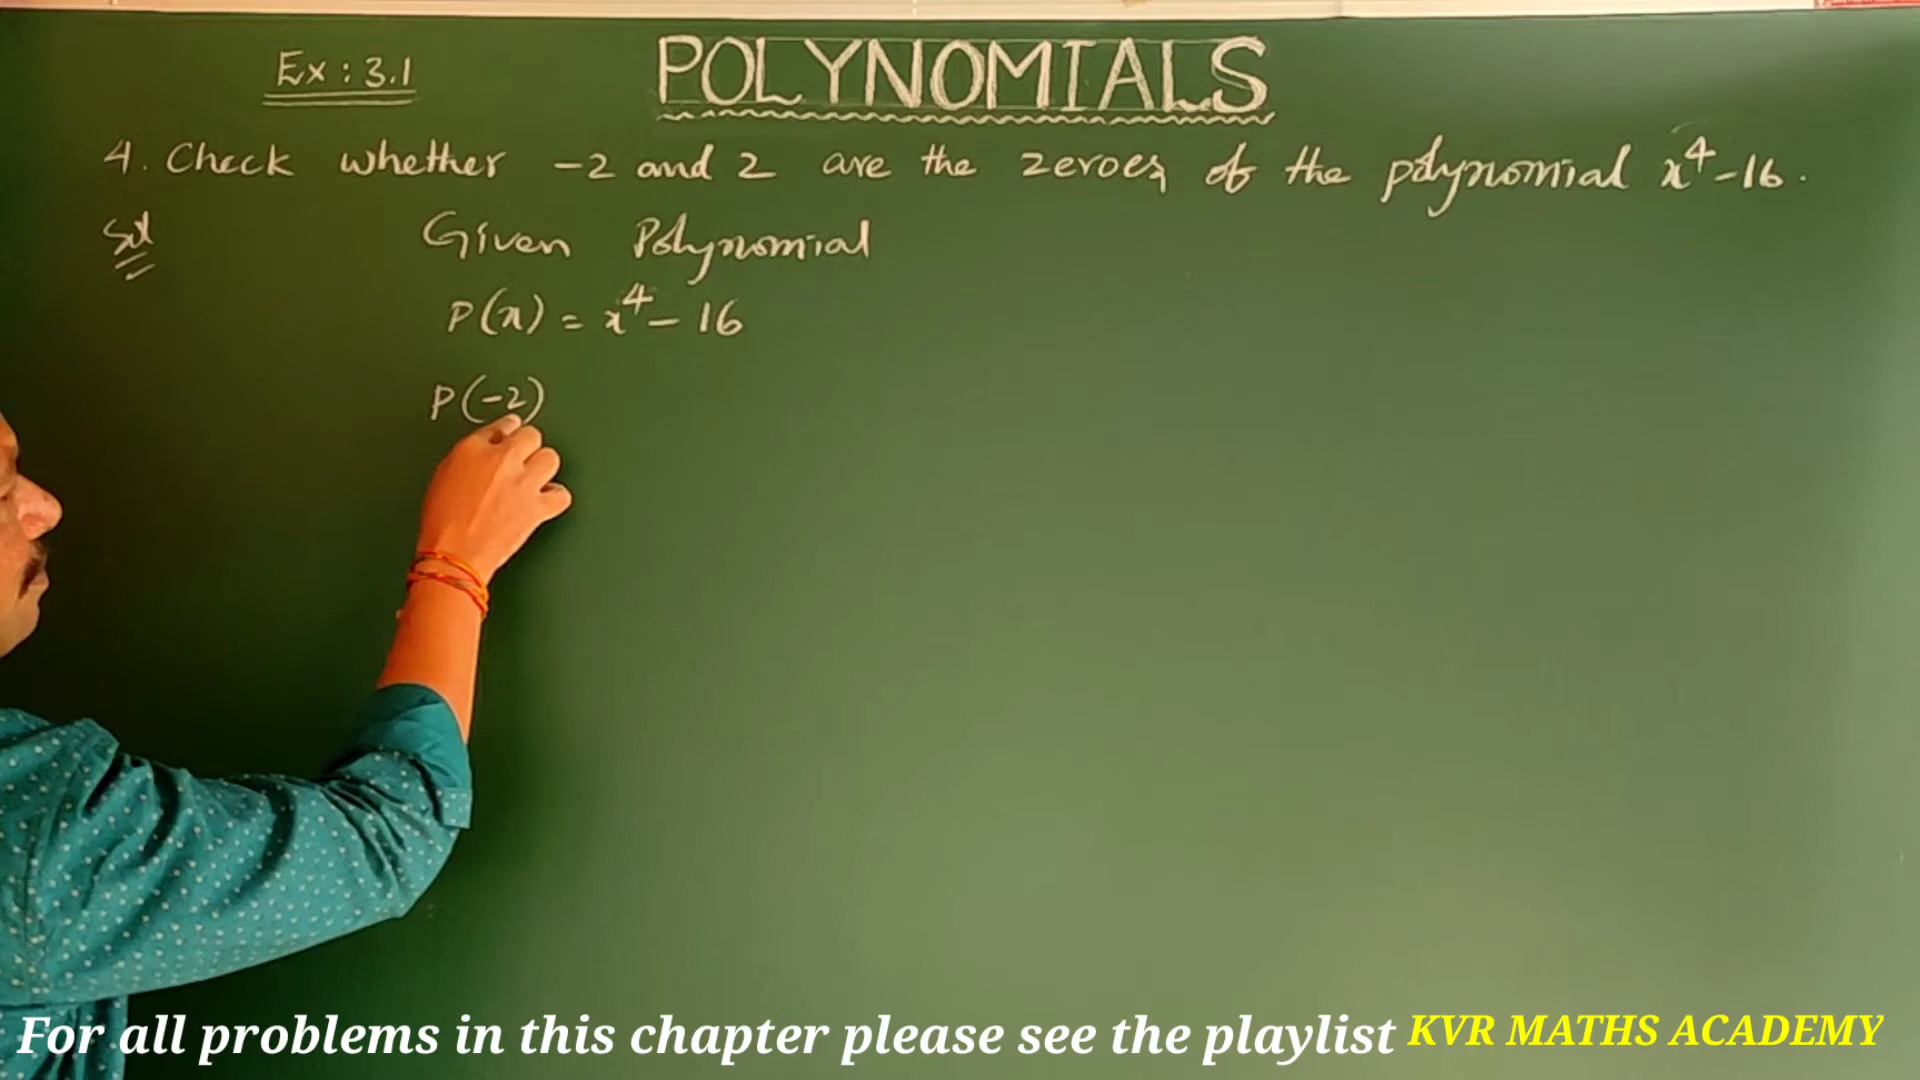 Ex : 3.1
POLYNOMIALS
4. Check whether -2 and 2 are the zeroes of the polynomial x⁴-16.
Sol
Given Polynomial
P(x) = x⁴ - 16
P(-2)
For all problems in this chapter please see the playlist KVR MATHS ACADEMY